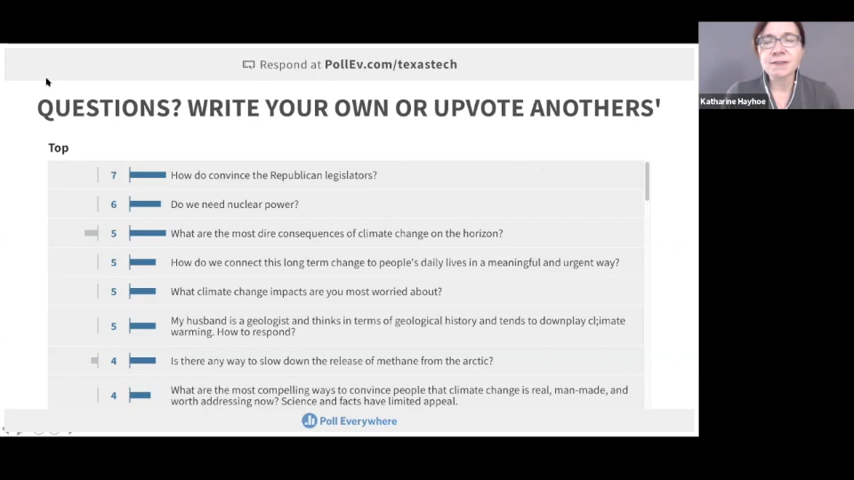 Respond at PollEv.com/texastech
Katharine Hayhoe
QUESTIONS? WRITE YOUR OWN OR UPVOTE ANOTHERS'
Top
7 How do convince the Republican legislators?
6 Do we need nuclear power?
5 What are the most dire consequences of climate change on the horizon?
5 How do we connect this long term change to people's daily lives in a meaningful and urgent way?
5 What climate change impacts are you most worried about?
5 My husband is a geologist and thinks in terms of geological history and tends to downplay cl;imate
warming. How to respond?
4 Is there any way to slow down the release of methane from the arctic?
4 What are the most compelling ways to convince people that climate change is real, man-made, and
worth addressing now? Science and facts have limited appeal.
Poll Everywhere